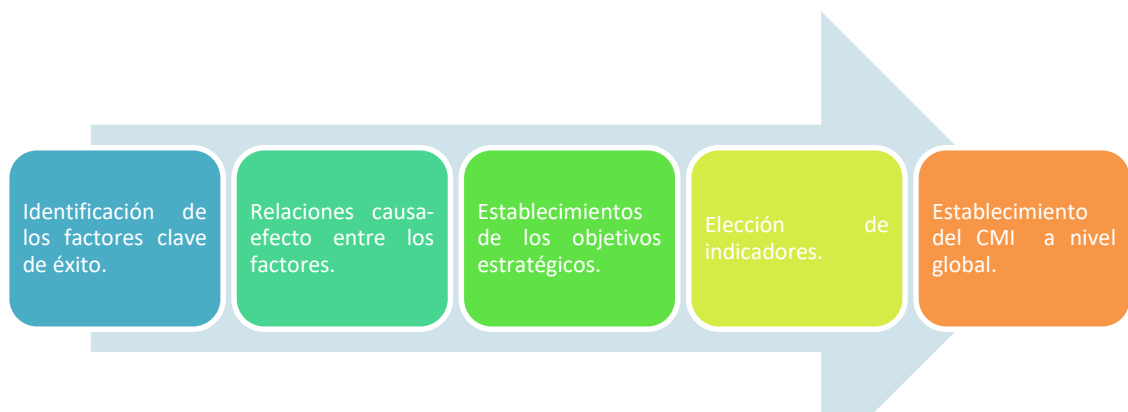 Identificación de
los factores clave
de éxito.
Relaciones causa-
efecto entre los
factores.
Establecimientos
de los objetivos
estratégicos.
Elección de
indicadores.
Establecimiento
del CMI a nivel
global.